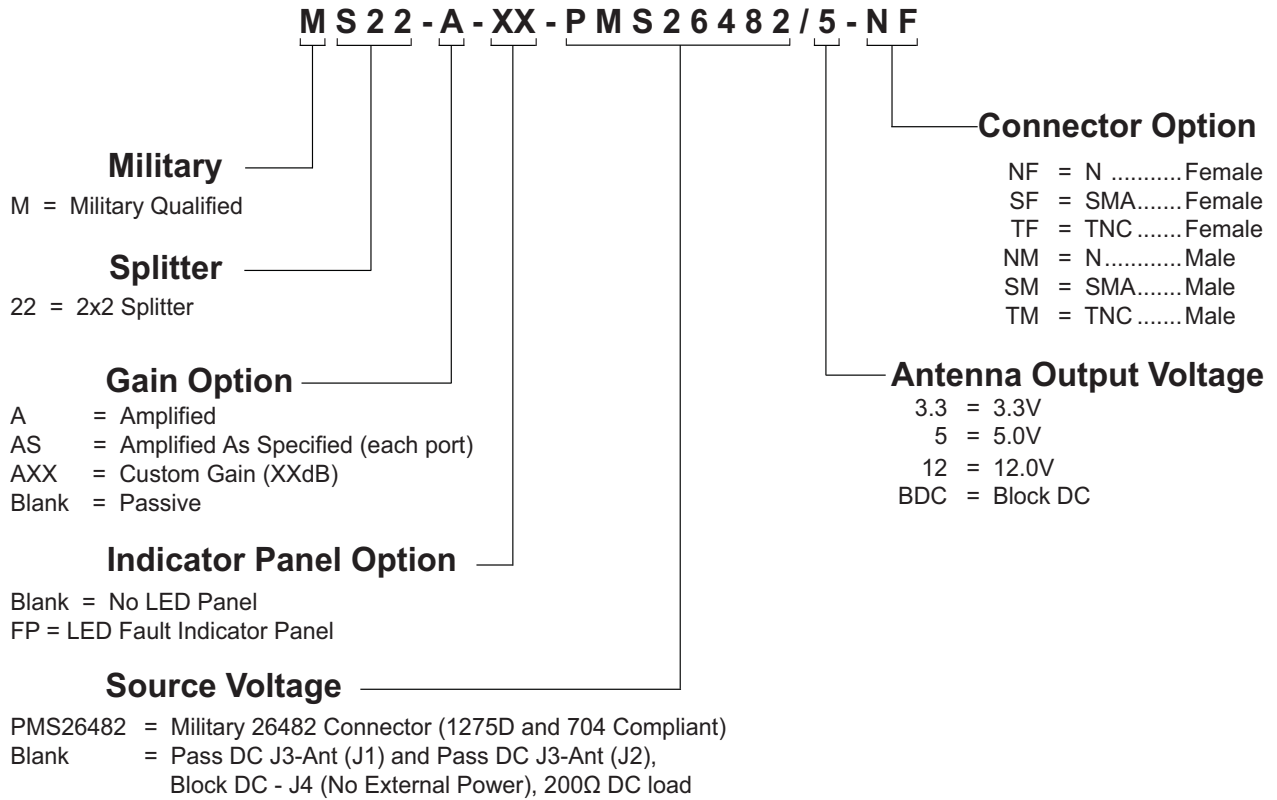 M S 2 2 - A - XX - P M S 2 6 4 8 2 / 5 - N F
Military
M = Military Qualified
Splitter
22 = 2x2 Splitter
Gain Option
A = Amplified
AS = Amplified As Specified (each port)
AXX = Custom Gain (XXdB)
Blank = Passive
Indicator Panel Option
Blank = No LED Panel
FP = LED Fault Indicator Panel
Source Voltage
PMS26482 = Military 26482 Connector (1275D and 704 Compliant)
Blank = Pass DC J3-Ant (J1) and Pass DC J3-Ant (J2),
Block DC - J4 (No External Power), 200Ω DC load
Connector Option
NF = N ...........Female
SF = SMA.......Female
TF = TNC .......Female
NM = N............Male
SM = SMA.......Male
TM = TNC .......Male
Antenna Output Voltage
3.3 = 3.3V
5 = 5.0V
12 = 12.0V
BDC = Block DC